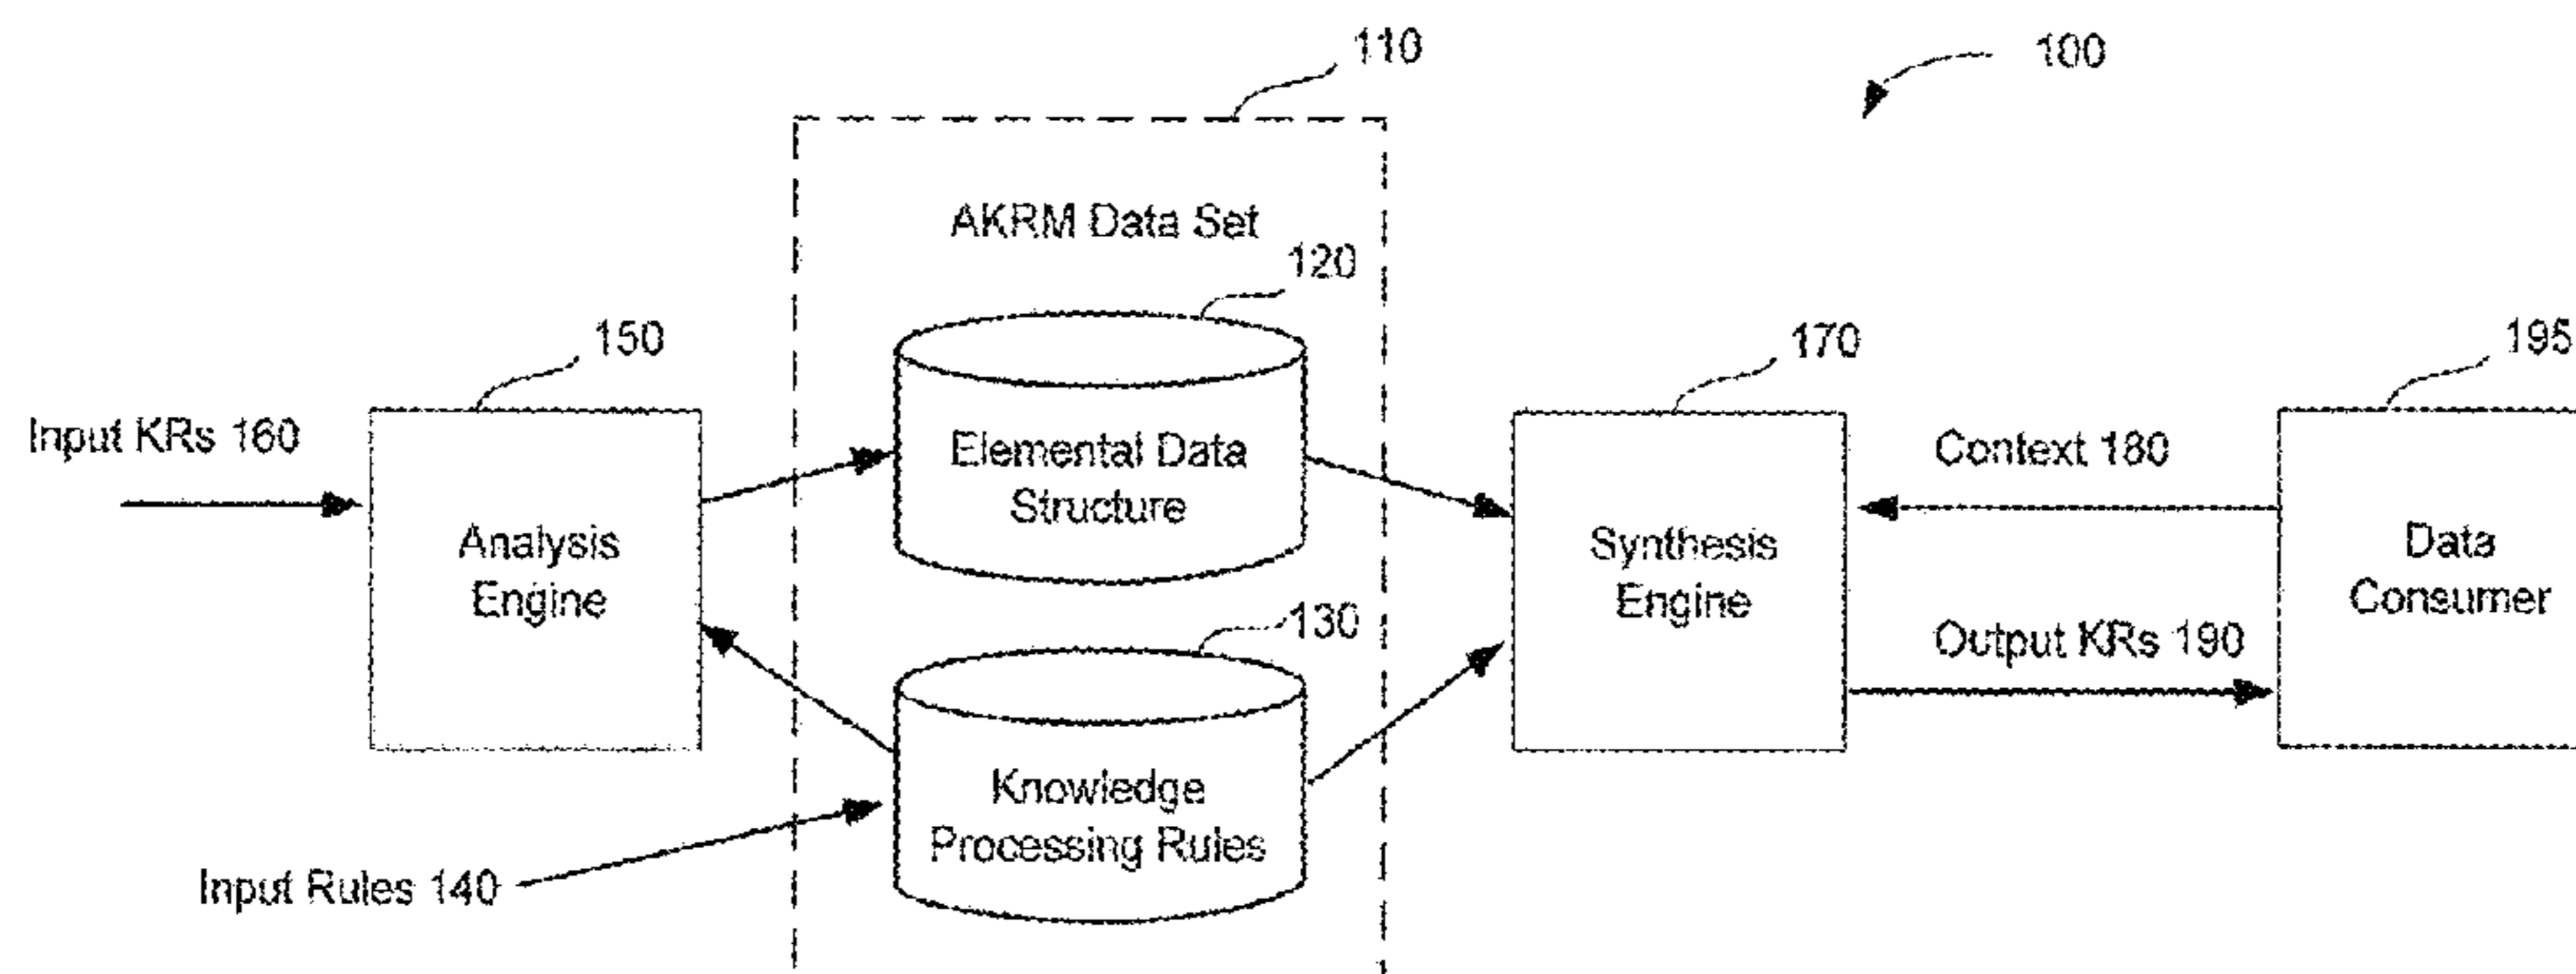 110
100
AKRM Data Set
120
150
170
195
Input KRs 160
Elemental Data
Structure
Context 180
Analysis
Engine
Synthesis
Engine
Data
Consumer
130
Output KRs 190
Knowledge
Processing Rules
Input Rules 140